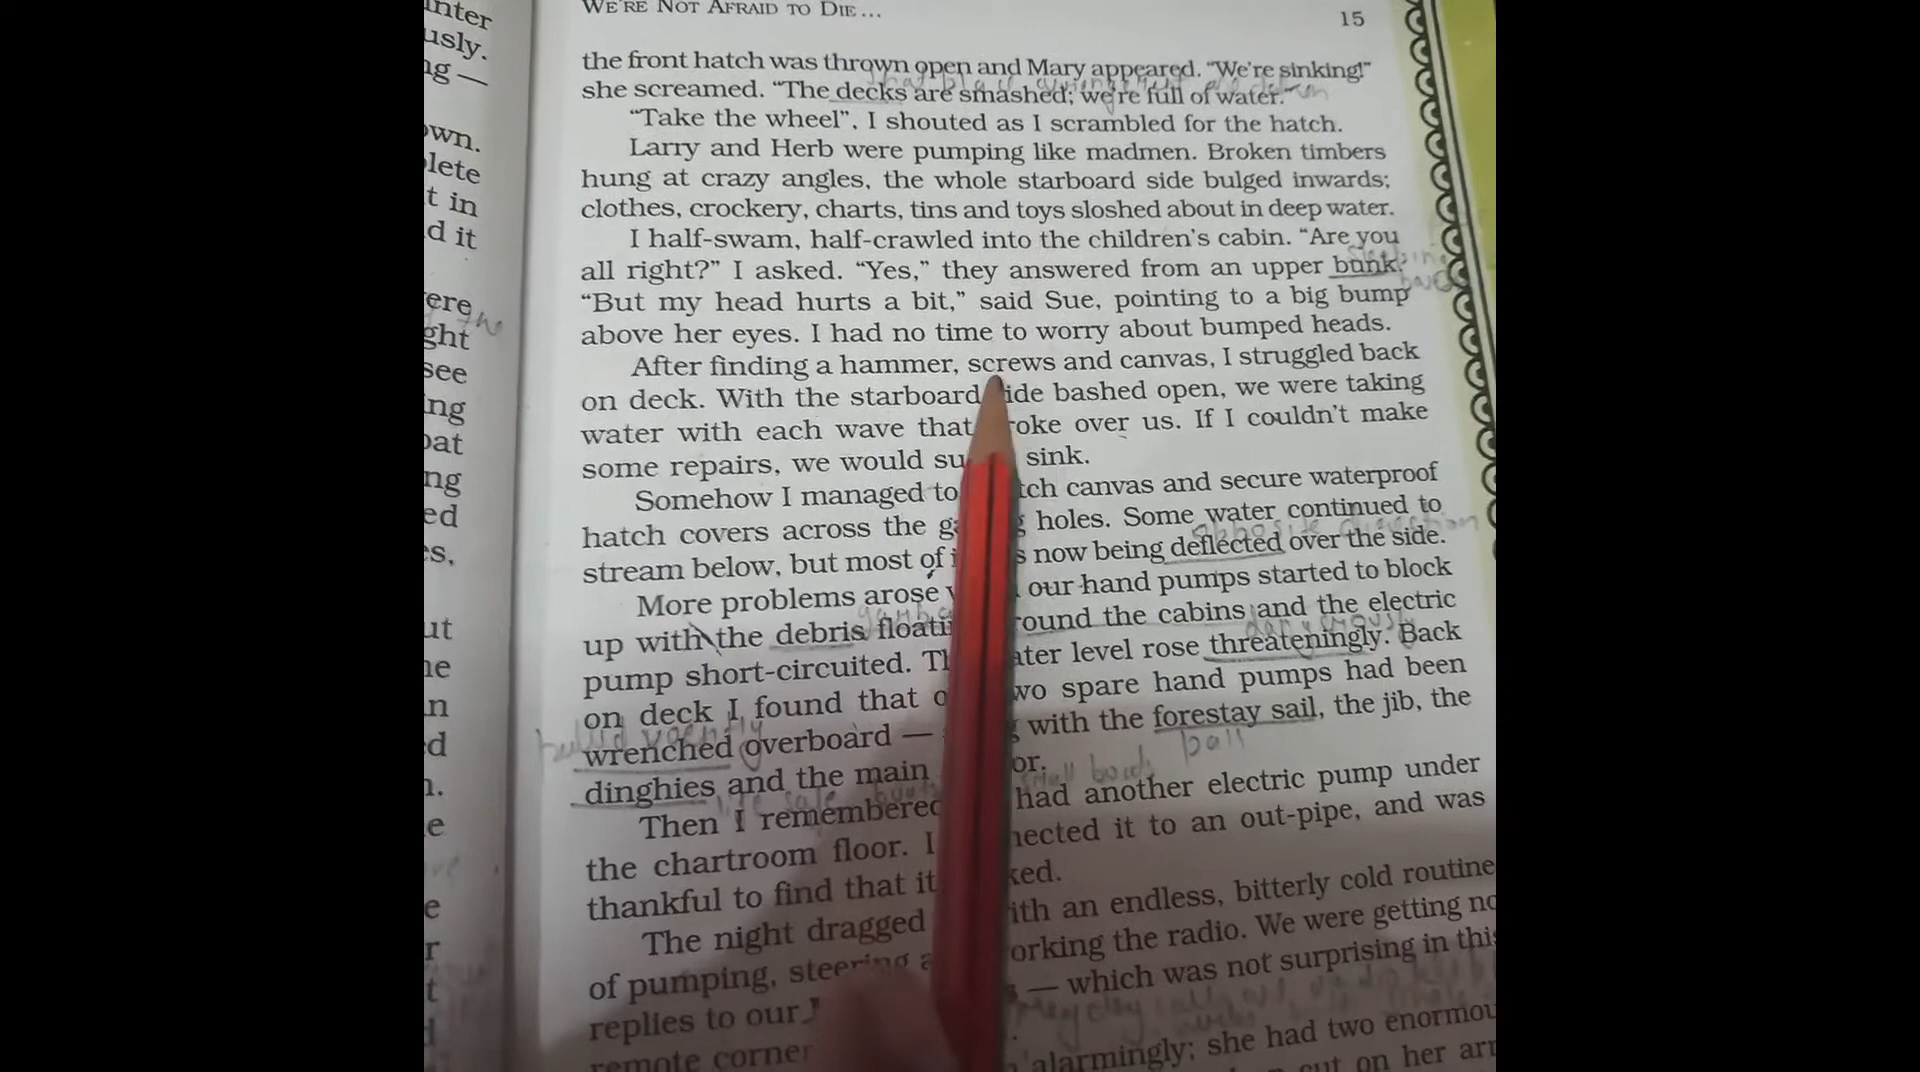 WE'RE NOT AFRAID TO DIE...
15
the front hatch was thrown open and Mary appeared. “We're sinking!”
she screamed. “The decks are smashed; we're full of water.”
“Take the wheel”, I shouted as I scrambled for the hatch.
Larry and Herb were pumping like madmen. Broken timbers
hung at crazy angles, the whole starboard side bulged inwards;
clothes, crockery, charts, tins and toys sloshed about in deep water.
I half-swam, half-crawled into the children's cabin. “Are you
all right?” I asked. “Yes,” they answered from an upper bunk.
“But my head hurts a bit,” said Sue, pointing to a big bump
above her eyes. I had no time to worry about bumped heads.
After finding a hammer, screws and canvas, I struggled back
on deck. With the starboard ide bashed open, we were taking
water with each wave that roke over us. If I couldn't make
some repairs, we would su sink.
Somehow I managed to tch canvas and secure waterproof
hatch covers across the ga g holes. Some water continued to
opposite direction
stream below, but most of i s now being deflected over the side.
More problems arose our hand pumps started to block
up with the debris floati round the cabins and the electric
dangerously
pump short-circuited. Th ater level rose threateningly. Back
on deck I found that o wo spare hand pumps had been
wrenched overboard — with the forestay sail, the jib, the
dinghies and the main or.
Then I remembered had another electric pump under
the chartroom floor. I nected it to an out-pipe, and was
thankful to find that it ked.
The night dragged ith an endless, bitterly cold routine
of pumping, steering a orking the radio. We were getting no
replies to our s — which was not surprising in this
remote corner
alarmingly; she had two enormou
cut on her arm
nter
usly.
ng —
own.
lete
t in
d it
ere
ght
see
ing
oat
ng
ed
es,
ut
ne
n
d
n.
e
e
r
t